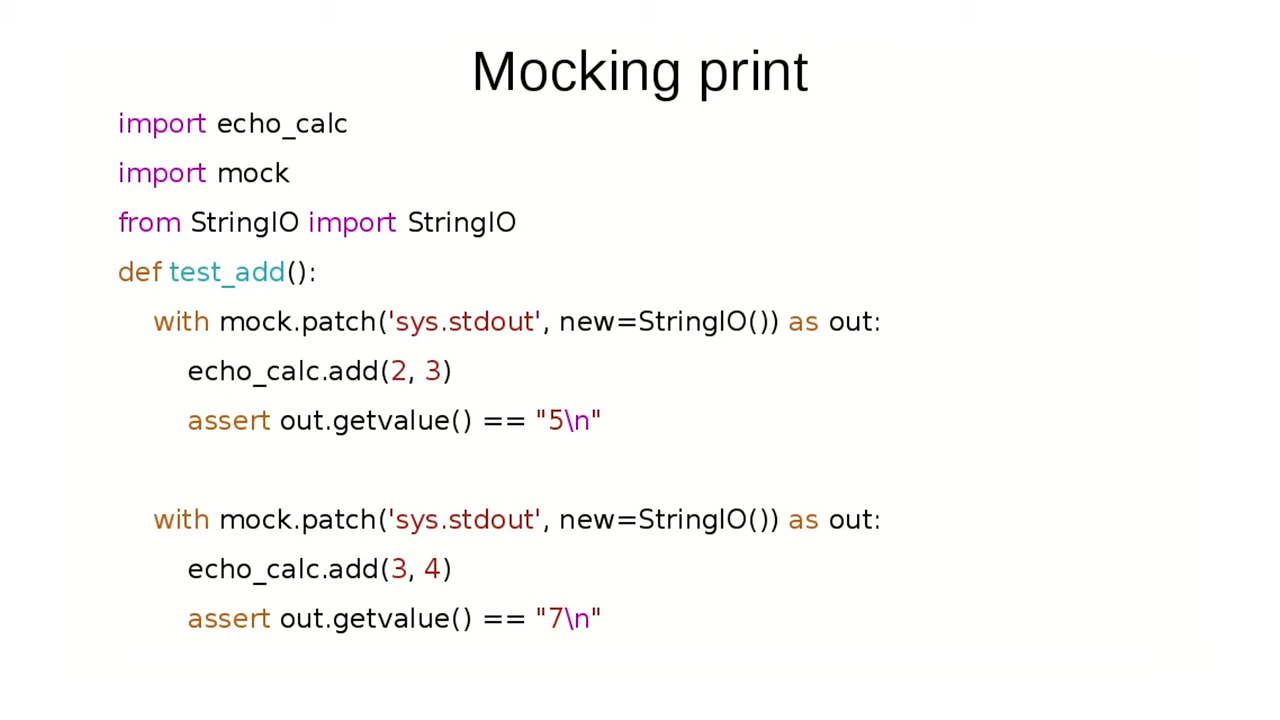 Mocking print
import echo_calc
import mock
from StringIO import StringIO
def test_add():
with mock.patch('sys.stdout', new=StringIO()) as out:
echo_calc.add(2, 3)
assert out.getvalue() == "5\n"
with mock.patch('sys.stdout', new=StringIO()) as out:
echo_calc.add(3, 4)
assert out.getvalue() == "7\n"